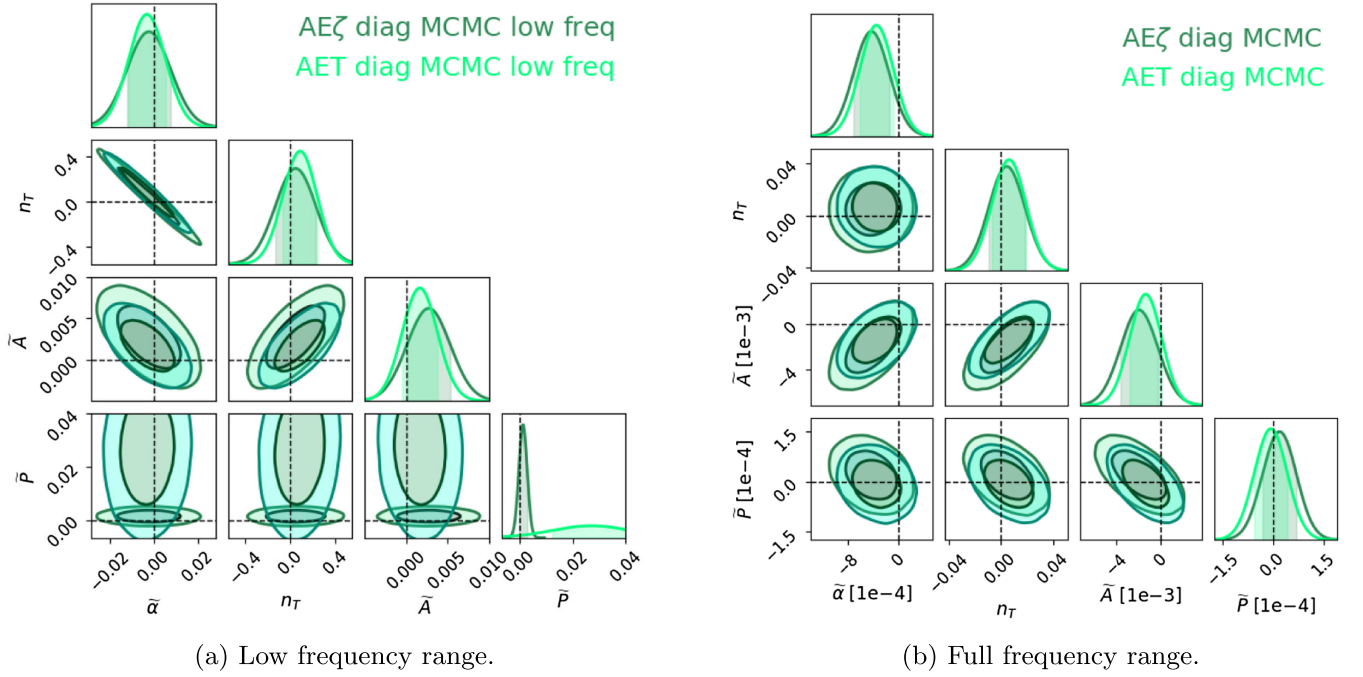 AEζ diag MCMC low freq
AET diag MCMC low freq
n_T
0.4
0.0
−0.4
Ã
0.010
0.005
0.000
P̃
0.04
0.02
0.00
−0.02 0.00 0.02
α̃
−0.4 0.0 0.4
n_T
0.000 0.005 0.010
Ã
0.00 0.02 0.04
P̃
(a) Low frequency range.
AEζ diag MCMC
AET diag MCMC
n_T
0.04
0.00
−0.04
Ã [1e−3]
0
−4
P̃ [1e−4]
1.5
0.0
−1.5
−8 0
α̃ [1e−4]
−0.04 0.00 0.04
n_T
−4 0
Ã [1e−3]
−1.5 0.0 1.5
P̃ [1e−4]
(b) Full frequency range.